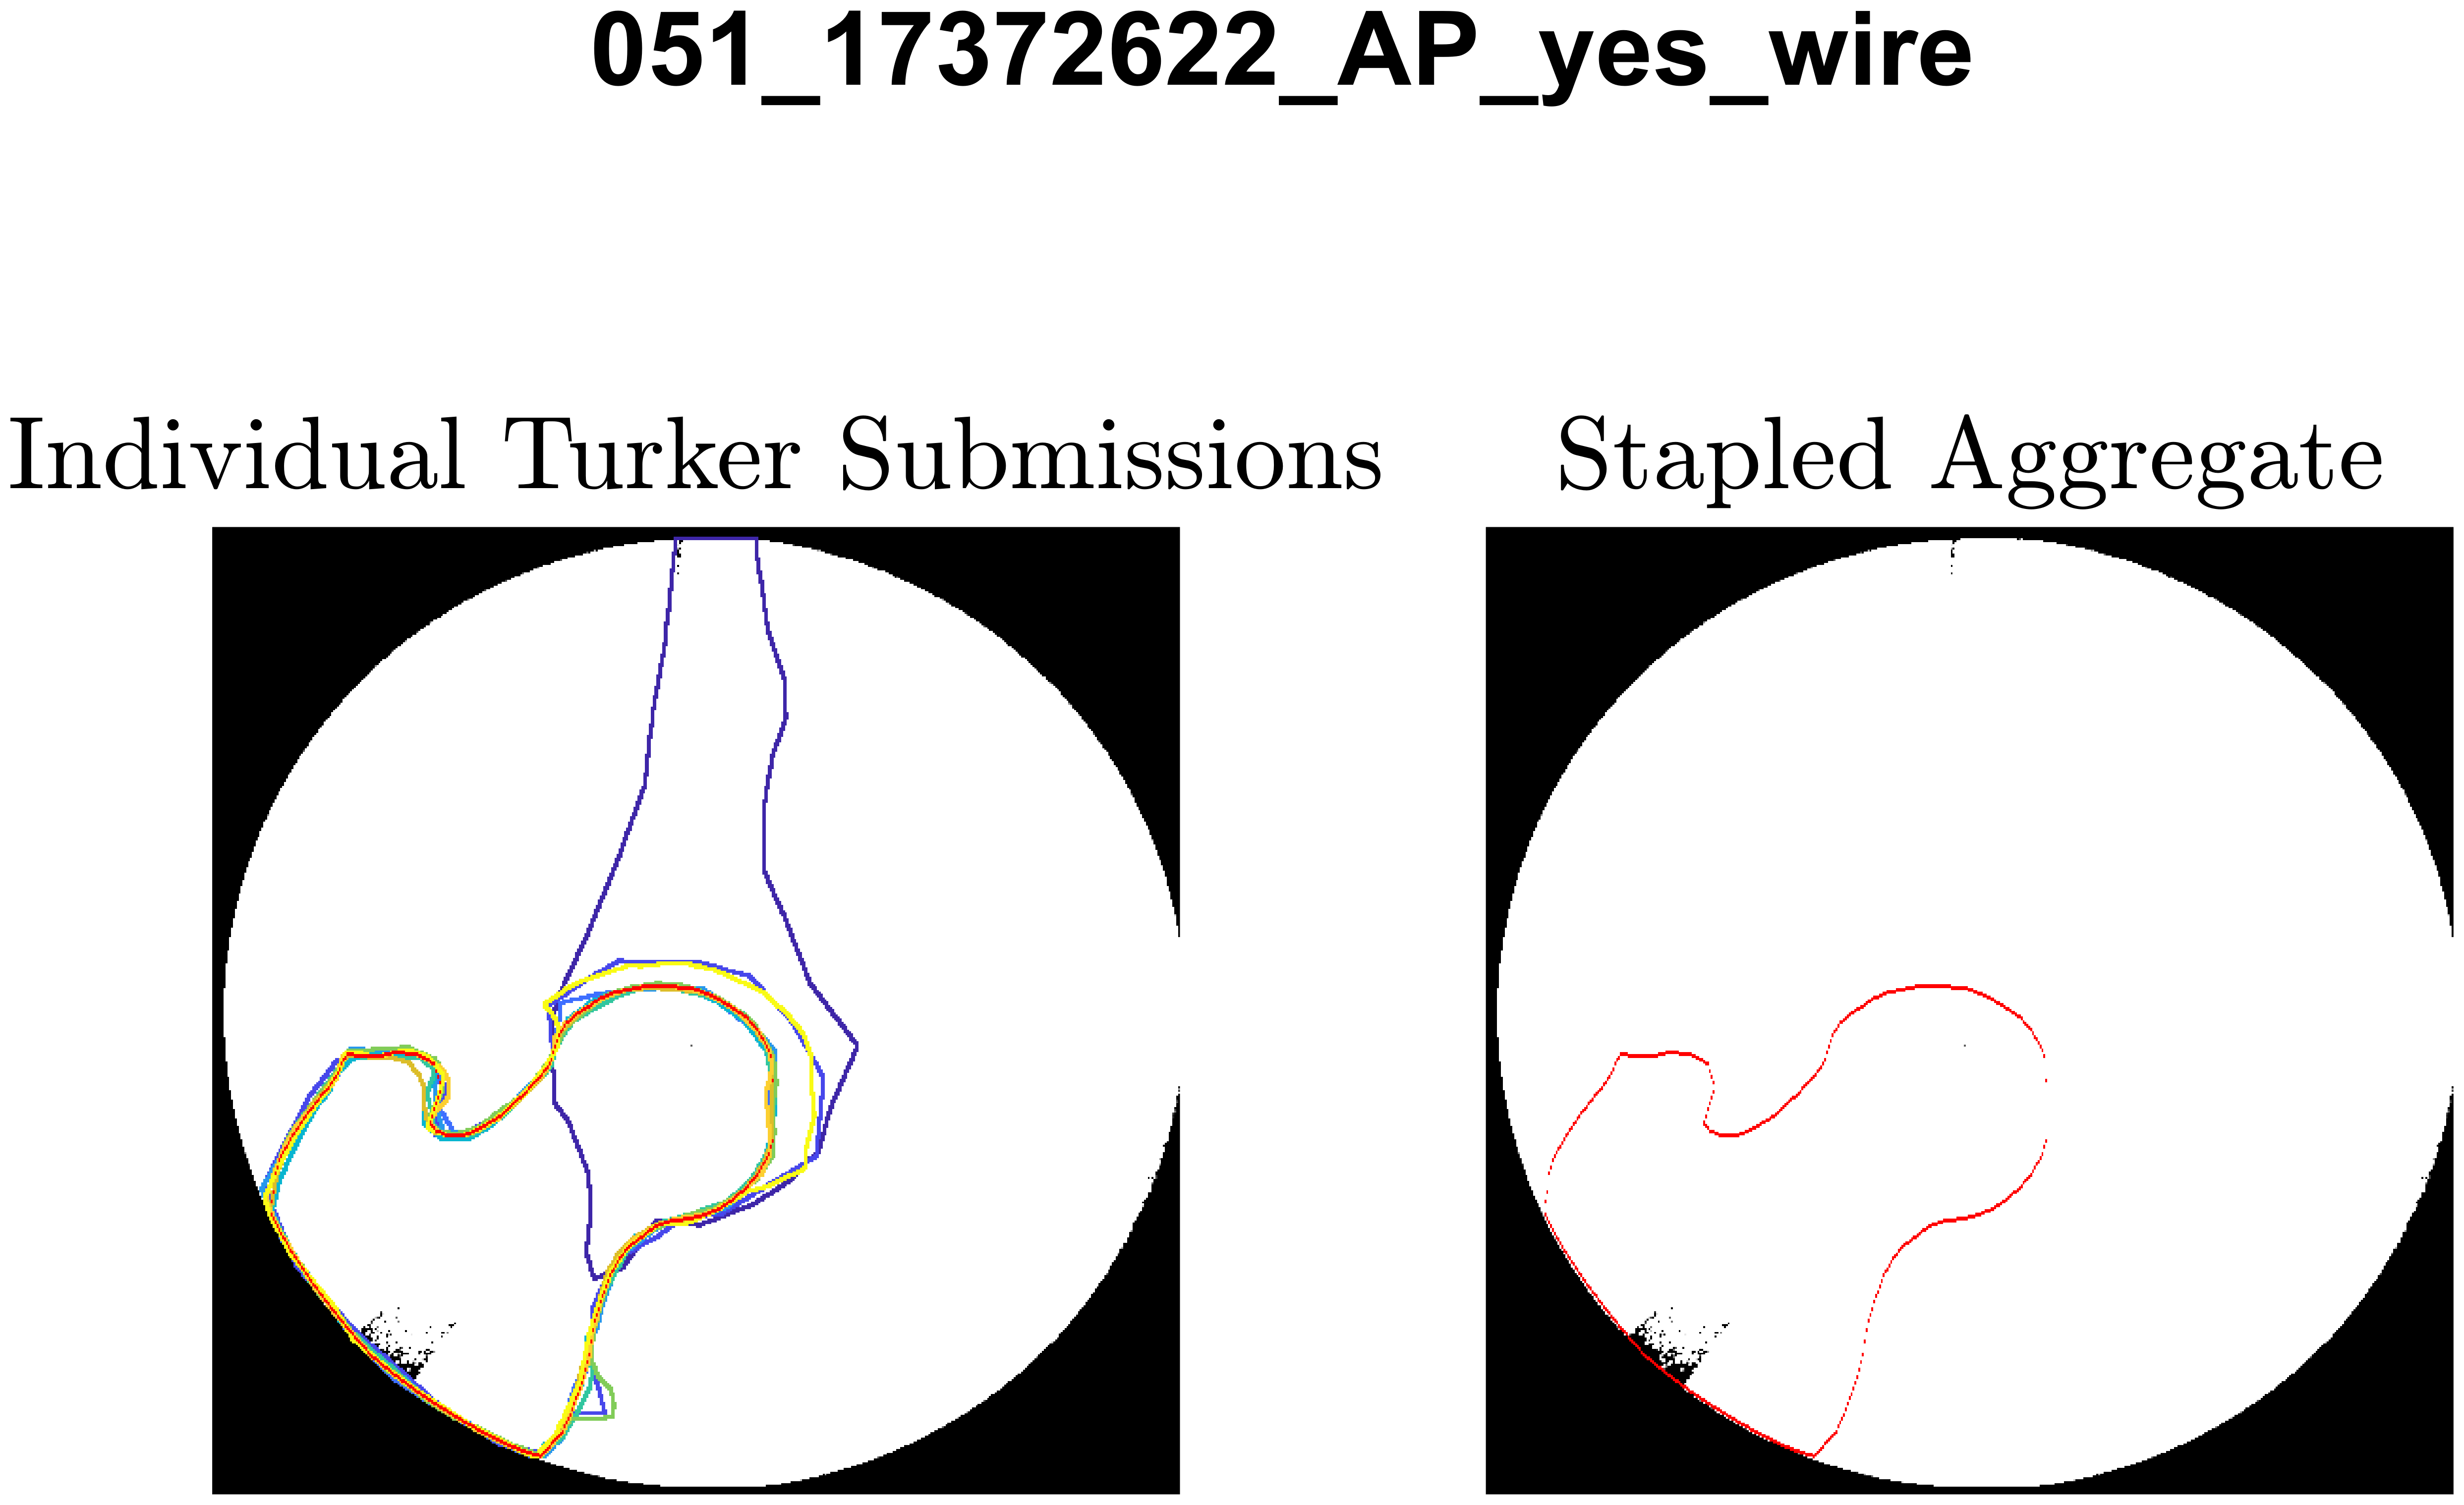 051_17372622_AP_yes_wire
Individual Turker Submissions
Stapled Aggregate